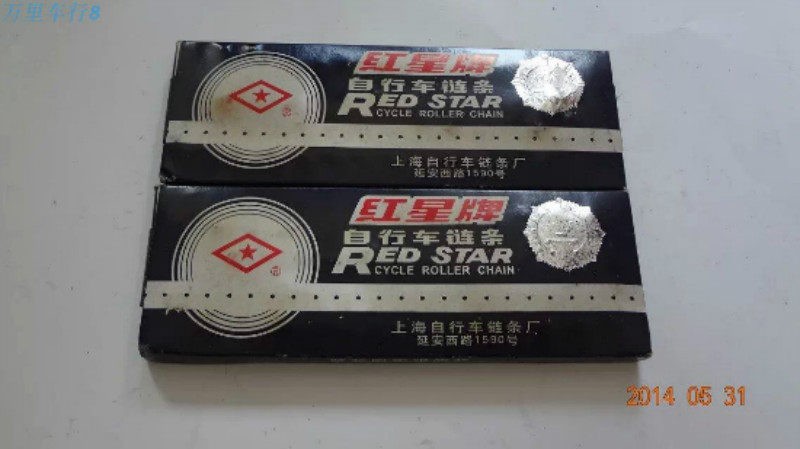 万里车行8
红星牌
自行车链条
RED STAR
CYCLE ROLLER CHAIN
上海自行车链条厂
延安西路1590号
红星牌
自行车链条
RED STAR
CYCLE ROLLER CHAIN
上海自行车链条厂
延安西路1590号
2014 05 31